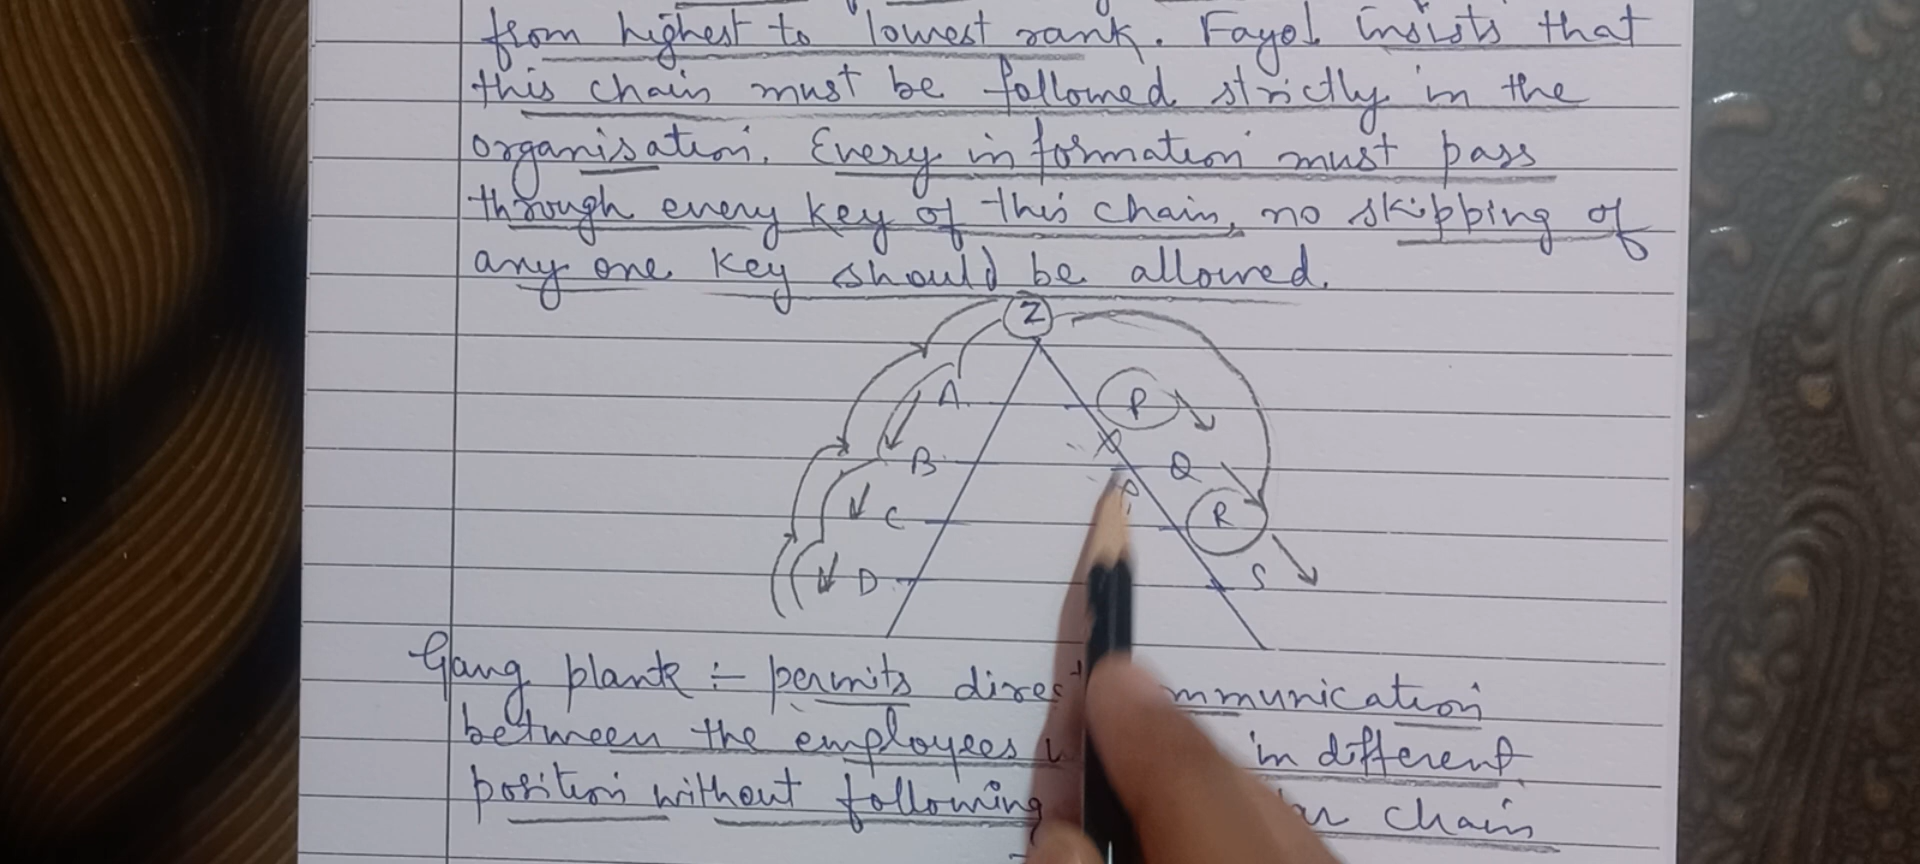 from highest to lowest rank. Fayol insists that
this chain must be followed strictly in the
organisation. Every information must pass
through every key of this chain, no skipping of
any one key should be allowed.
Z
A P
B Q
C R
D S
Gang plank :- permits direct
between the employees in different
position without following chain